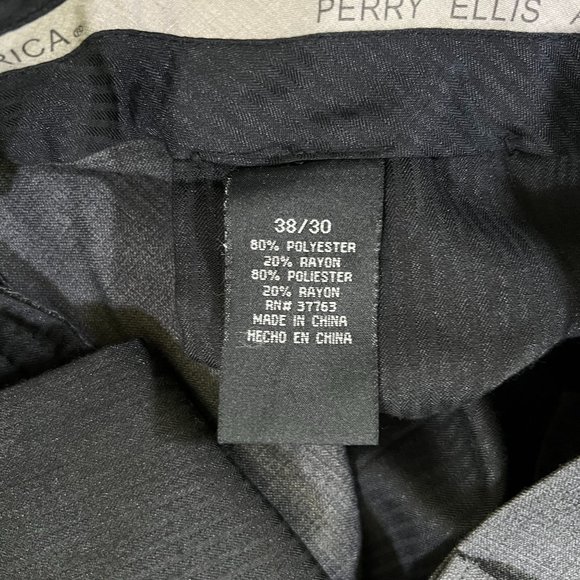 RICA®
PERRY ELLIS
38/30
80% POLYESTER
20% RAYON
80% POLIESTER
20% RAYON
RN# 37763
MADE IN CHINA
HECHO EN CHINA